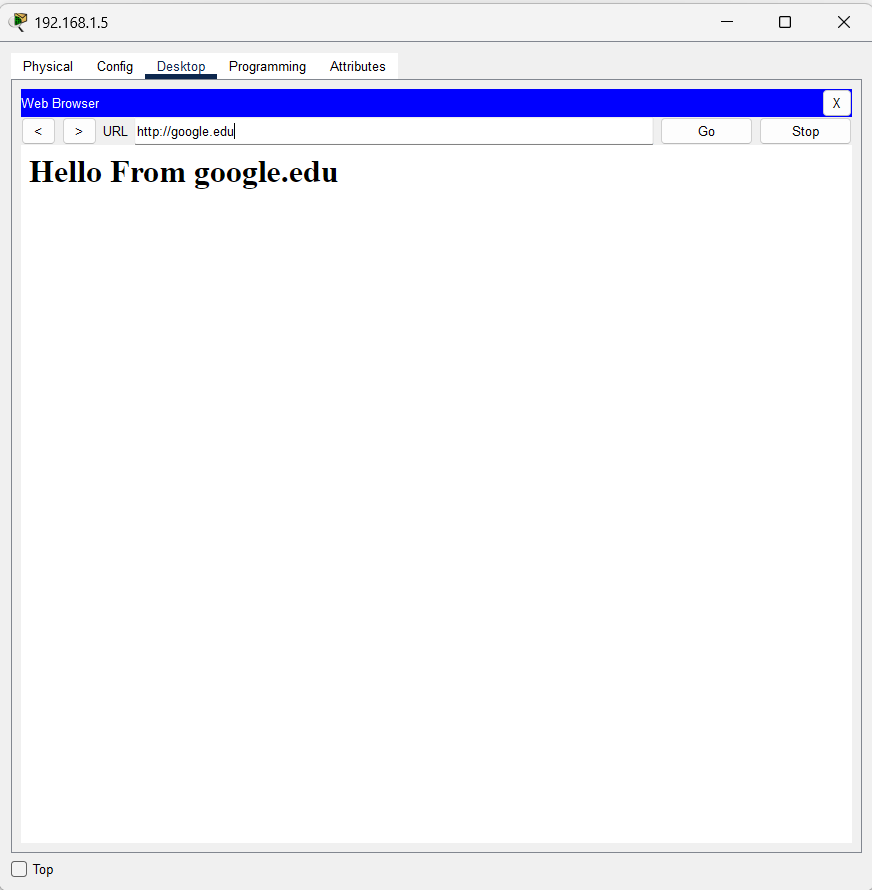 192.168.1.5
Physical Config Desktop Programming Attributes
Web Browser X
< > URL http://google.edu Go Stop
Hello From google.edu
Top